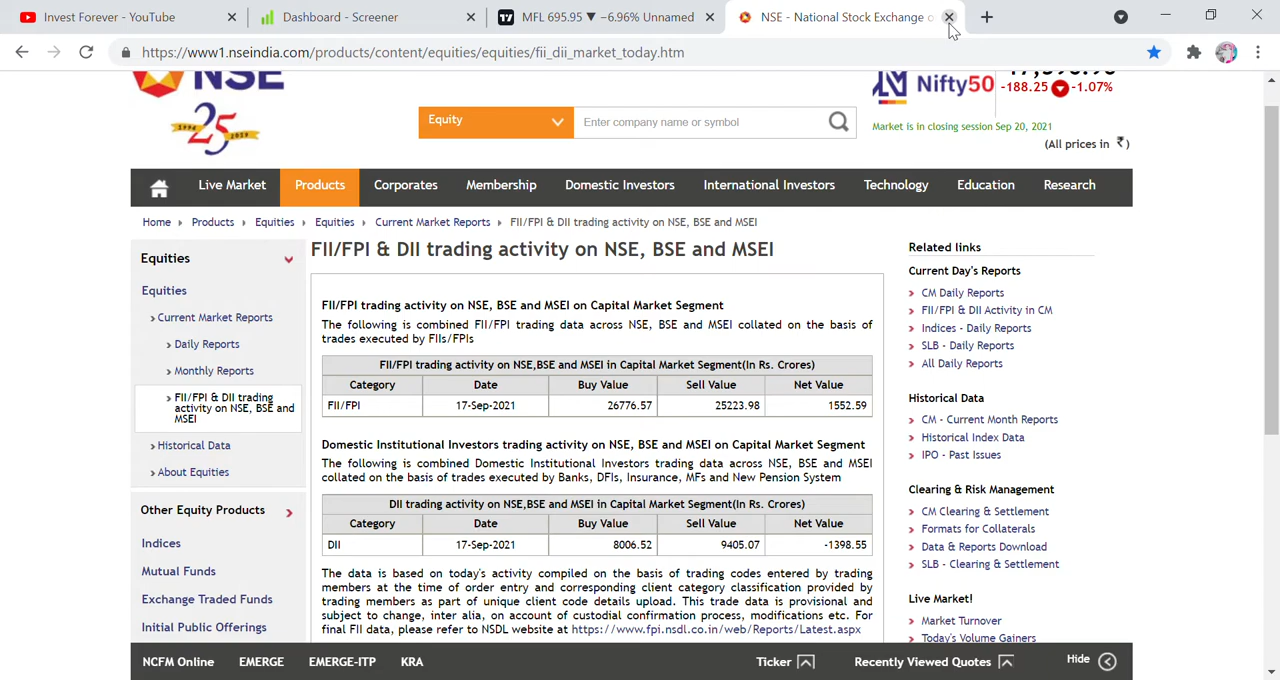 Invest Forever - YouTube
Dashboard - Screener
MFL 695.95 ▼ −6.96% Unnamed
NSE - National Stock Exchange o
https://www1.nseindia.com/products/content/equities/equities/fii_dii_market_today.htm
NSE
25
Equity
Enter company name or symbol
Nifty50
-188.25 -1.07%
Market is in closing session Sep 20, 2021
(All prices in ₹)
Live Market
Products
Corporates
Membership
Domestic Investors
International Investors
Technology
Education
Research
Home
Products
Equities
Equities
Current Market Reports
FII/FPI & DII trading activity on NSE, BSE and MSEI
Equities
Equities
Current Market Reports
Daily Reports
Monthly Reports
FII/FPI & DII trading
activity on NSE, BSE and
MSEI
Historical Data
About Equities
Other Equity Products
Indices
Mutual Funds
Exchange Traded Funds
Initial Public Offerings
FII/FPI & DII trading activity on NSE, BSE and MSEI
FII/FPI trading activity on NSE, BSE and MSEI on Capital Market Segment
The following is combined FII/FPI trading data across NSE, BSE and MSEI collated on the basis of
trades executed by FIIs/FPIs
FII/FPI trading activity on NSE,BSE and MSEI in Capital Market Segment(In Rs. Crores)
Category Date Buy Value Sell Value Net Value
FII/FPI 17-Sep-2021 26776.57 25223.98 1552.59
Domestic Institutional Investors trading activity on NSE, BSE and MSEI on Capital Market Segment
The following is combined Domestic Institutional Investors trading data across NSE, BSE and MSEI
collated on the basis of trades executed by Banks, DFIs, Insurance, MFs and New Pension System
DII trading activity on NSE,BSE and MSEI in Capital Market Segment(In Rs. Crores)
Category Date Buy Value Sell Value Net Value
DII 17-Sep-2021 8006.52 9405.07 -1398.55
The data is based on today's activity compiled on the basis of trading codes entered by trading
members at the time of order entry and corresponding client category classification provided by
trading members as part of unique client code details upload. This trade data is provisional and
subject to change, inter alia, on account of custodial confirmation process, modifications etc. For
final FII data, please refer to NSDL website at https://www.fpi.nsdl.co.in/web/Reports/Latest.aspx
Related links
Current Day's Reports
CM Daily Reports
FII/FPI & DII Activity in CM
Indices - Daily Reports
SLB - Daily Reports
All Daily Reports
Historical Data
CM - Current Month Reports
Historical Index Data
IPO - Past Issues
Clearing & Risk Management
CM Clearing & Settlement
Formats for Collaterals
Data & Reports Download
SLB - Clearing & Settlement
Live Market!
Market Turnover
Today's Volume Gainers
NCFM Online
EMERGE
EMERGE-ITP
KRA
Ticker
Recently Viewed Quotes
Hide